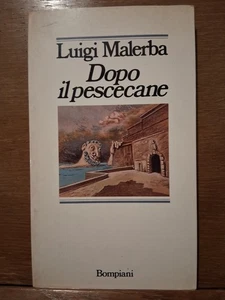 Luigi Malerba
Dopo
il pescecane
Bompiani